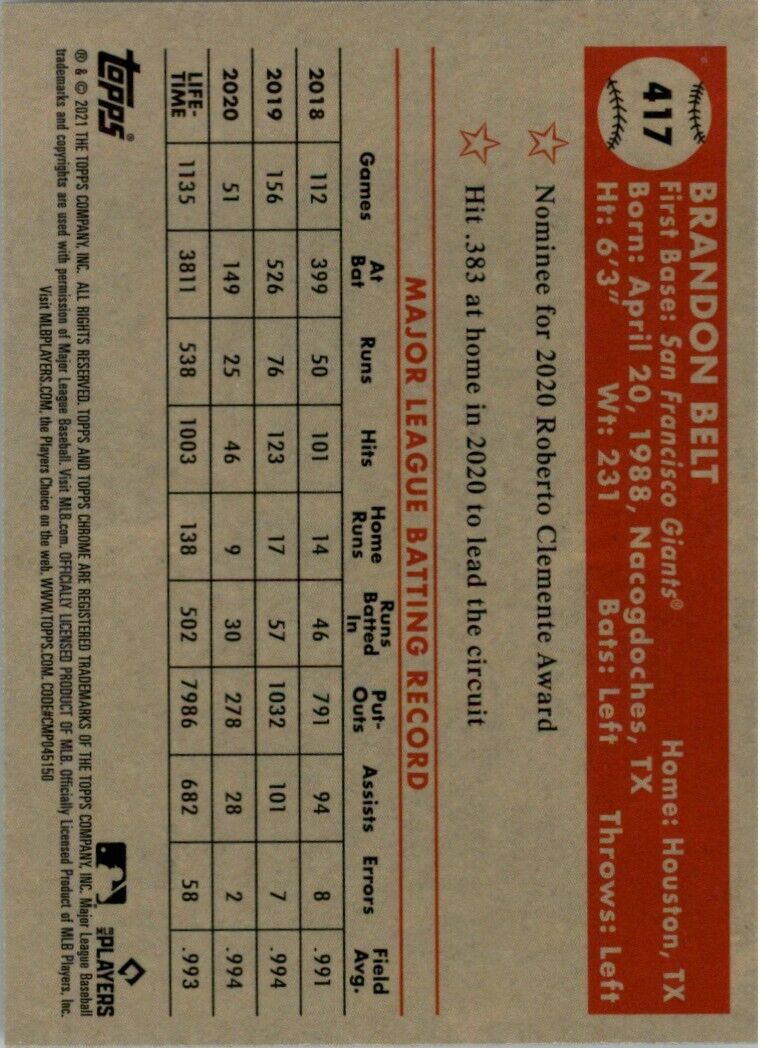 417
BRANDON BELT
First Base: San Francisco Giants® Home: Houston, TX
Born: April 20, 1988, Nacogdoches, TX
Ht: 6'3" Wt: 231 Bats: Left Throws: Left
Nominee for 2020 Roberto Clemente Award
Hit .383 at home in 2020 to lead the circuit
MAJOR LEAGUE BATTING RECORD
Games At Bat Runs Hits Home Runs Runs Batted In Put-Outs Assists Errors Field Avg.
2018 112 399 50 101 14 46 791 94 8 .991
2019 156 526 76 123 17 57 1032 101 7 .994
2020 51 149 25 46 9 30 278 28 2 .994
LIFE-TIME 1135 3811 538 1003 138 502 7986 682 58 .993
topps®
MLB PLAYERS
® & © 2021 THE TOPPS COMPANY, INC. ALL RIGHTS RESERVED. TOPPS AND TOPPS CHROME ARE REGISTERED TRADEMARKS OF THE TOPPS COMPANY, INC. Major League Baseball
trademarks and copyrights are used with permission of Major League Baseball. Visit MLB.com. OFFICIALLY LICENSED PRODUCT OF MLB. Officially Licensed Product of MLB Players, Inc.
Visit MLBPLAYERS.COM, the Players Choice on the web. WWW.TOPPS.COM. CODE#CMP045150